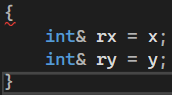 {
    int& rx = x;
    int& ry = y;
}